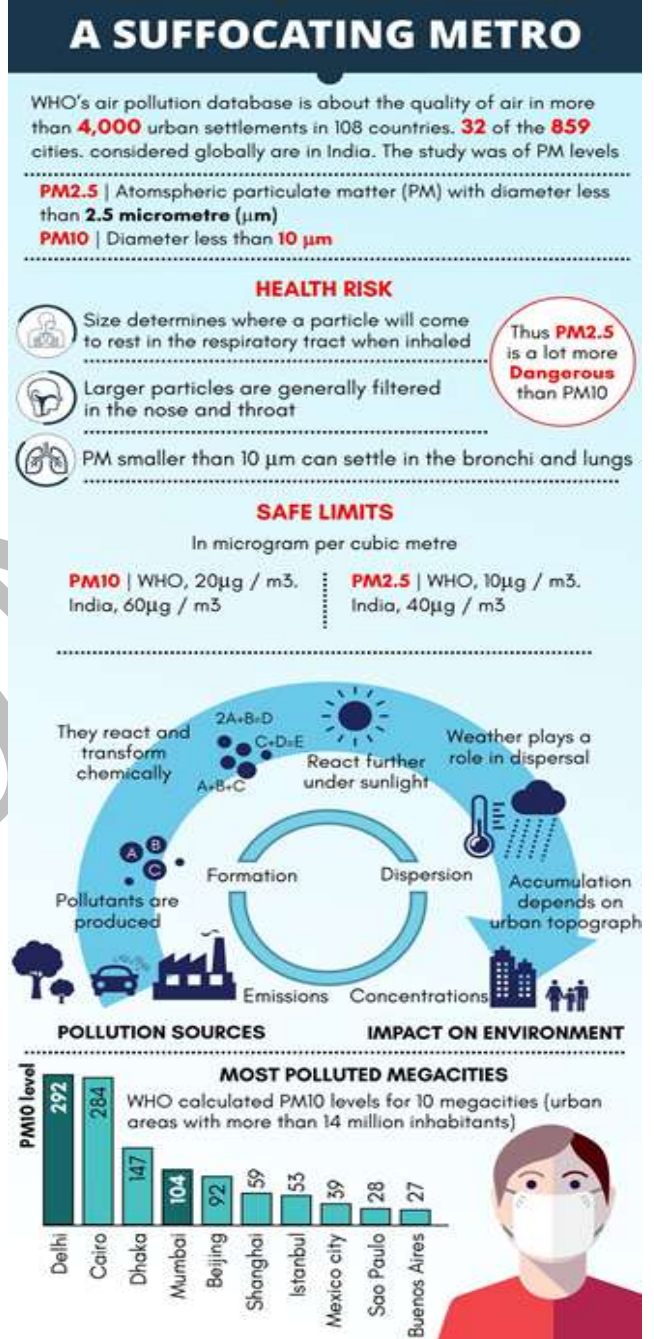 A SUFFOCATING METRO
WHO's air pollution database is about the quality of air in more
than 4,000 urban settlements in 108 countries. 32 of the 859
cities. considered globally are in India. The study was of PM levels
PM2.5 | Atomspheric particulate matter (PM) with diameter less
than 2.5 micrometre (μm)
PM10 | Diameter less than 10 μm
HEALTH RISK
Size determines where a particle will come
to rest in the respiratory tract when inhaled
Larger particles are generally filtered
in the nose and throat
PM smaller than 10 μm can settle in the bronchi and lungs
Thus PM2.5
is a lot more
Dangerous
than PM10
SAFE LIMITS
In microgram per cubic metre
PM10 | WHO, 20μg / m3.
India, 60μg / m3
PM2.5 | WHO, 10μg / m3.
India, 40μg / m3
They react and
transform
chemically
2A+B=D
C+D=E
A+B+C
React further
under sunlight
Weather plays a
role in dispersal
A
B
C
Pollutants are
produced
Formation
Dispersion
Accumulation
depends on
urban topograph
Emissions
Concentrations
POLLUTION SOURCES
IMPACT ON ENVIRONMENT
MOST POLLUTED MEGACITIES
WHO calculated PM10 levels for 10 megacities (urban
areas with more than 14 million inhabitants)
PM10 level
292
284
147
104
92
59
53
39
28
27
Delhi
Cairo
Dhaka
Mumbai
Beijing
Shonghai
Istanbul
Mexico city
Sao Paulo
Buenos Aires